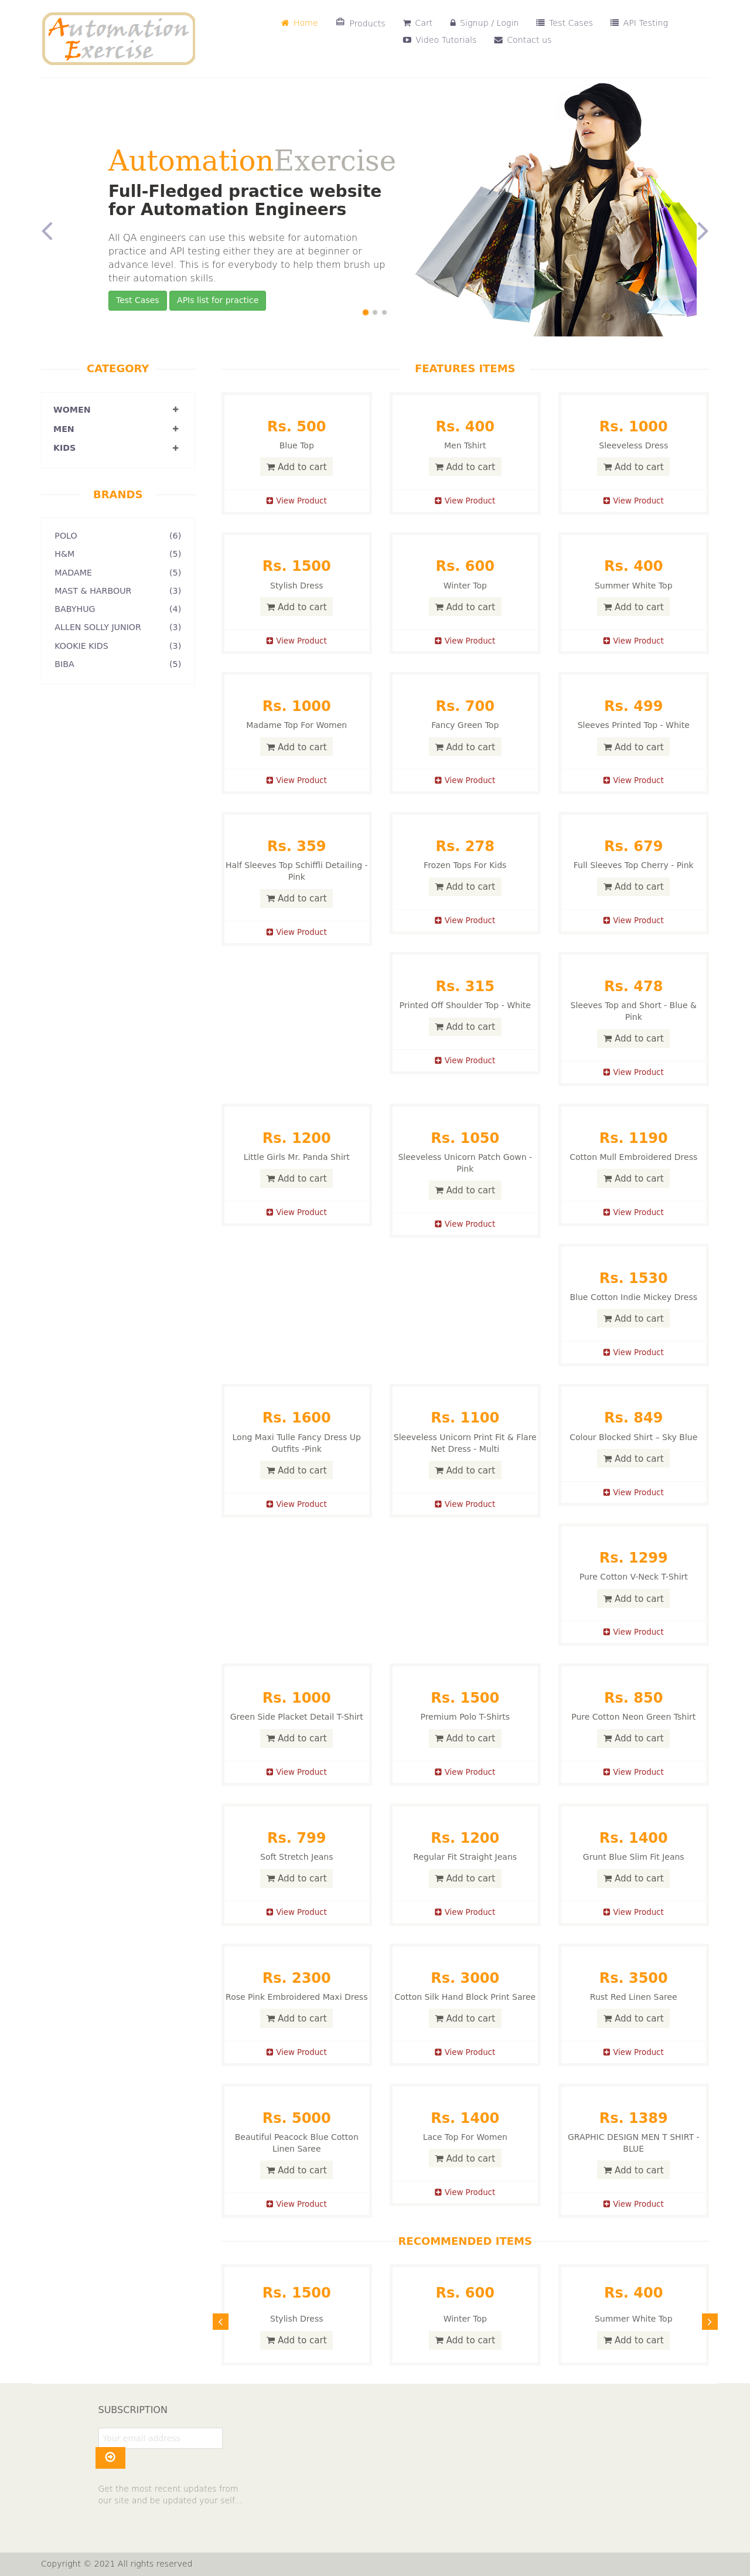 Automation
Exercise
Home
Products
Cart
Signup / Login
Test Cases
API Testing
Video Tutorials
Contact us
AutomationExercise
Full-Fledged practice website
for Automation Engineers
All QA engineers can use this website for automation
practice and API testing either they are at beginner or
advance level. This is for everybody to help them brush up
their automation skills.
Test Cases
APIs list for practice
CATEGORY
WOMEN
MEN
KIDS
BRANDS
POLO (6)
H&M (5)
MADAME (5)
MAST & HARBOUR (3)
BABYHUG (4)
ALLEN SOLLY JUNIOR (3)
KOOKIE KIDS (3)
BIBA (5)
FEATURES ITEMS
Rs. 500
Blue Top
Add to cart
View Product
Rs. 400
Men Tshirt
Add to cart
View Product
Rs. 1000
Sleeveless Dress
Add to cart
View Product
Rs. 1500
Stylish Dress
Add to cart
View Product
Rs. 600
Winter Top
Add to cart
View Product
Rs. 400
Summer White Top
Add to cart
View Product
Rs. 1000
Madame Top For Women
Add to cart
View Product
Rs. 700
Fancy Green Top
Add to cart
View Product
Rs. 499
Sleeves Printed Top - White
Add to cart
View Product
Rs. 359
Half Sleeves Top Schiffli Detailing -
Pink
Add to cart
View Product
Rs. 278
Frozen Tops For Kids
Add to cart
View Product
Rs. 679
Full Sleeves Top Cherry - Pink
Add to cart
View Product
Rs. 315
Printed Off Shoulder Top - White
Add to cart
View Product
Rs. 478
Sleeves Top and Short - Blue &
Pink
Add to cart
View Product
Rs. 1200
Little Girls Mr. Panda Shirt
Add to cart
View Product
Rs. 1050
Sleeveless Unicorn Patch Gown -
Pink
Add to cart
View Product
Rs. 1190
Cotton Mull Embroidered Dress
Add to cart
View Product
Rs. 1530
Blue Cotton Indie Mickey Dress
Add to cart
View Product
Rs. 1600
Long Maxi Tulle Fancy Dress Up
Outfits -Pink
Add to cart
View Product
Rs. 1100
Sleeveless Unicorn Print Fit & Flare
Net Dress - Multi
Add to cart
View Product
Rs. 849
Colour Blocked Shirt – Sky Blue
Add to cart
View Product
Rs. 1299
Pure Cotton V-Neck T-Shirt
Add to cart
View Product
Rs. 1000
Green Side Placket Detail T-Shirt
Add to cart
View Product
Rs. 1500
Premium Polo T-Shirts
Add to cart
View Product
Rs. 850
Pure Cotton Neon Green Tshirt
Add to cart
View Product
Rs. 799
Soft Stretch Jeans
Add to cart
View Product
Rs. 1200
Regular Fit Straight Jeans
Add to cart
View Product
Rs. 1400
Grunt Blue Slim Fit Jeans
Add to cart
View Product
Rs. 2300
Rose Pink Embroidered Maxi Dress
Add to cart
View Product
Rs. 3000
Cotton Silk Hand Block Print Saree
Add to cart
View Product
Rs. 3500
Rust Red Linen Saree
Add to cart
View Product
Rs. 5000
Beautiful Peacock Blue Cotton
Linen Saree
Add to cart
View Product
Rs. 1400
Lace Top For Women
Add to cart
View Product
Rs. 1389
GRAPHIC DESIGN MEN T SHIRT -
BLUE
Add to cart
View Product
RECOMMENDED ITEMS
Rs. 1500
Stylish Dress
Add to cart
Rs. 600
Winter Top
Add to cart
Rs. 400
Summer White Top
Add to cart
SUBSCRIPTION
Your email address
Get the most recent updates from
our site and be updated your self...
Copyright © 2021 All rights reserved